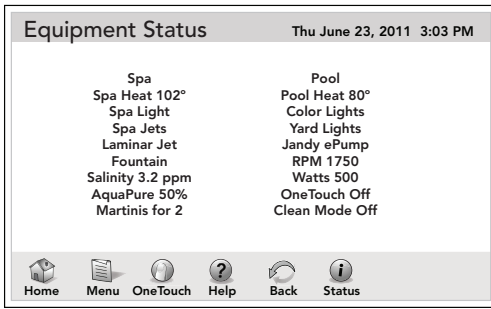 Equipment Status
Thu June 23, 2011 3:03 PM
Spa
Spa Heat 102°
Spa Light
Spa Jets
Laminar Jet
Fountain
Salinity 3.2 ppm
AquaPure 50%
Martinis for 2
Pool
Pool Heat 80°
Color Lights
Yard Lights
Jandy ePump
RPM 1750
Watts 500
OneTouch Off
Clean Mode Off
Home
Menu
OneTouch
? Help
Back
i Status